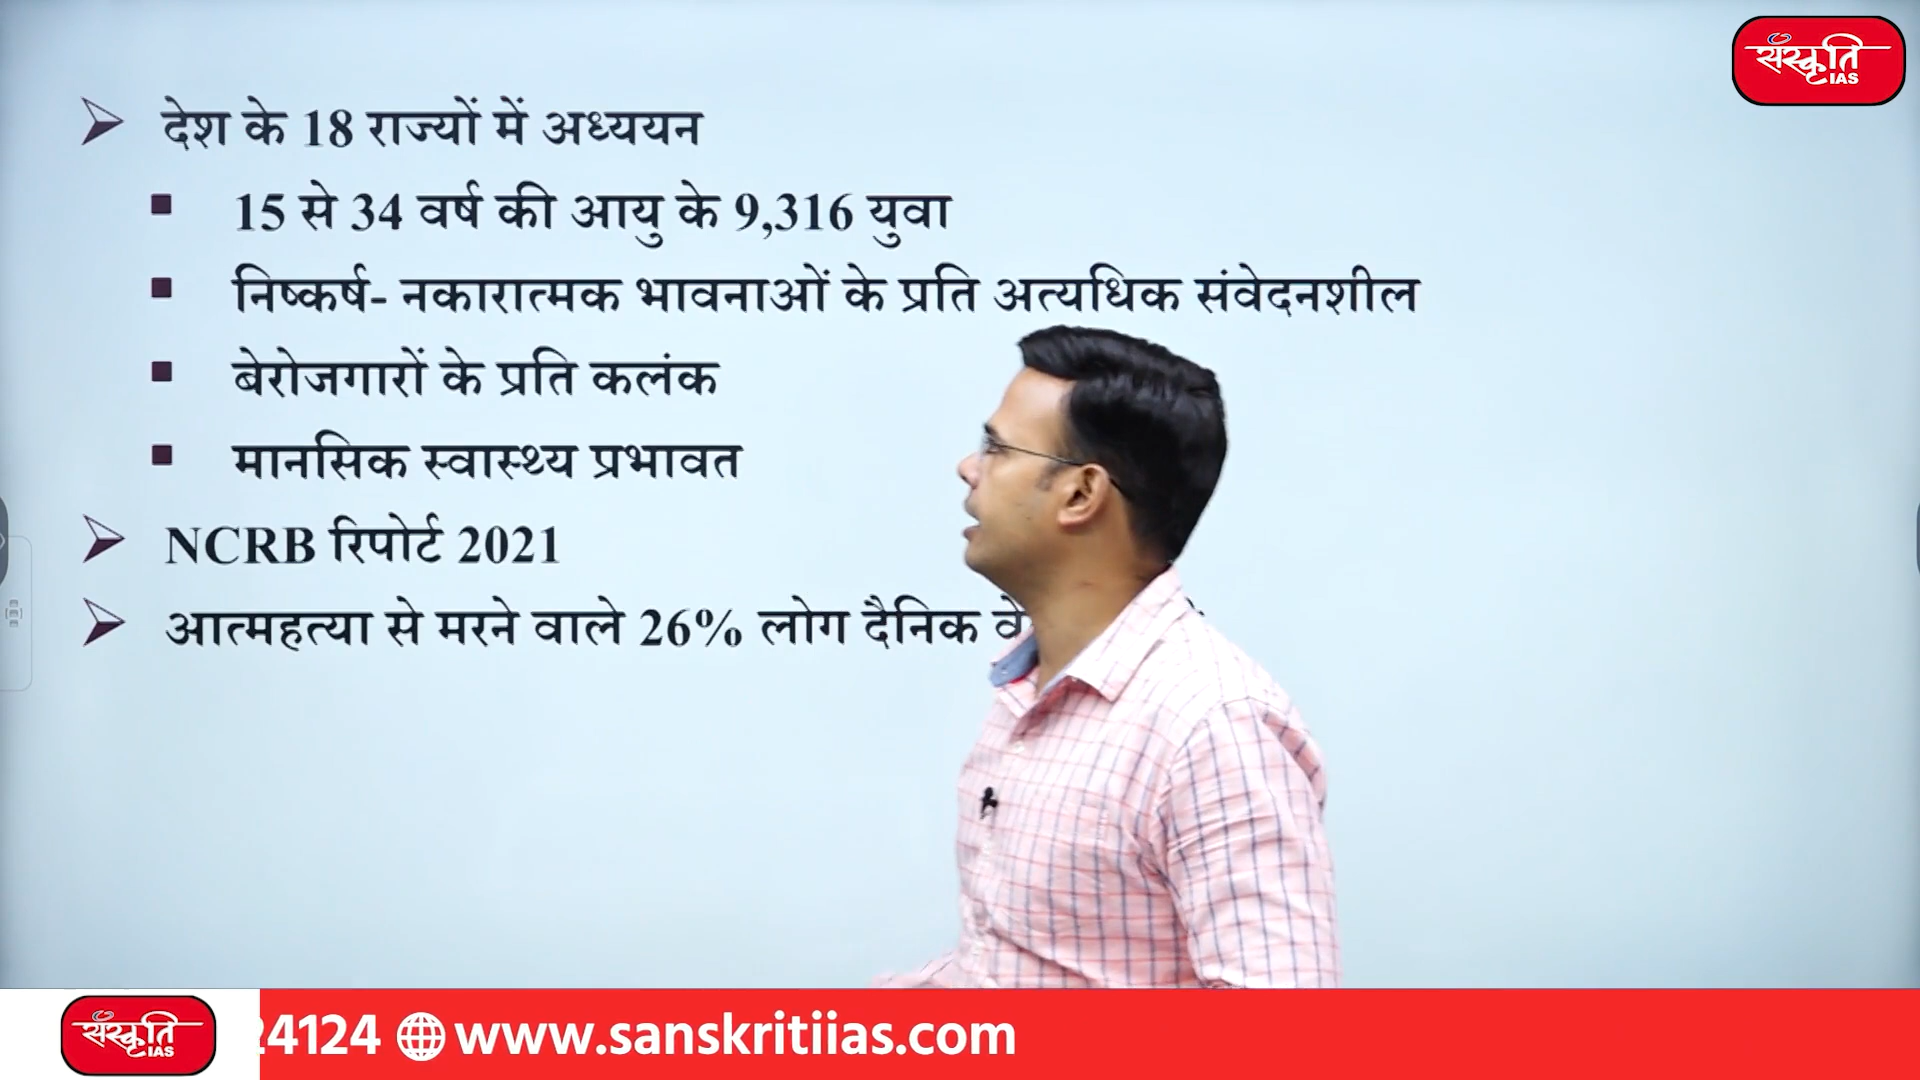 संस्कृति
IAS
देश के 18 राज्यों में अध्ययन
15 से 34 वर्ष की आयु के 9,316 युवा
निष्कर्ष- नकारात्मक भावनाओं के प्रति अत्यधिक संवेदनशील
बेरोजगारों के प्रति कलंक
मानसिक स्वास्थ्य प्रभावत
NCRB रिपोर्ट 2021
आत्महत्या से मरने वाले 26% लोग दैनिक
संस्कृति
IAS
24124 www.sanskritiias.com